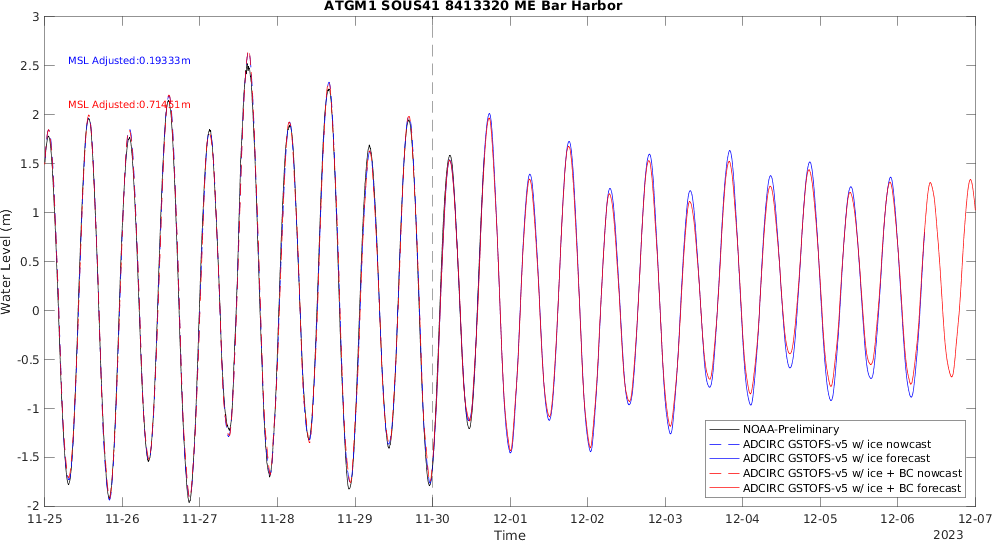 ATGM1 SOUS41 8413320 ME Bar Harbor
3
2.5
2
1.5
1
0.5
0
-0.5
-1
-1.5
-2
Water Level (m)
MSL Adjusted:0.19333m
MSL Adjusted:0.71451m
NOAA-Preliminary
ADCIRC GSTOFS-v5 w/ ice nowcast
ADCIRC GSTOFS-v5 w/ ice forecast
ADCIRC GSTOFS-v5 w/ ice + BC nowcast
ADCIRC GSTOFS-v5 w/ ice + BC forecast
11-25 11-26 11-27 11-28 11-29 11-30 12-01 12-02 12-03 12-04 12-05 12-06 12-07
Time
2023